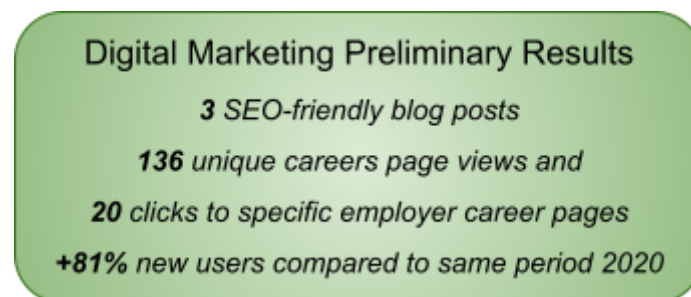 Digital Marketing Preliminary Results
3 SEO-friendly blog posts
136 unique careers page views and
20 clicks to specific employer career pages
+81% new users compared to same period 2020